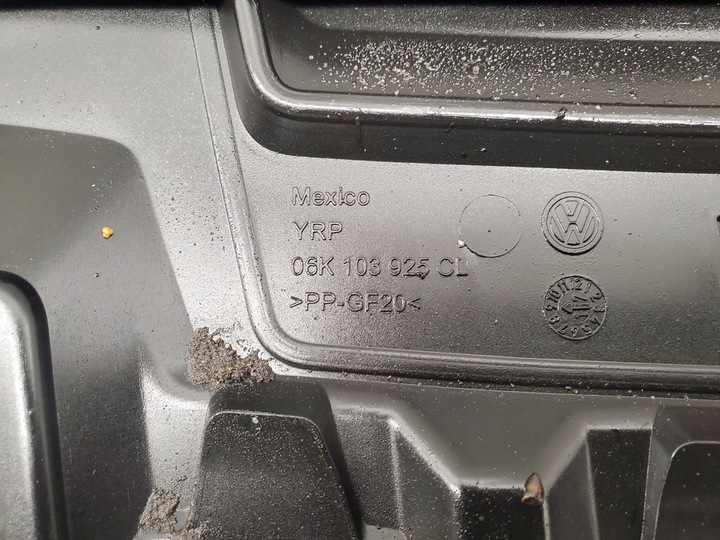 Mexico
YRP
06K 103 925 CL
>PP-GF20<